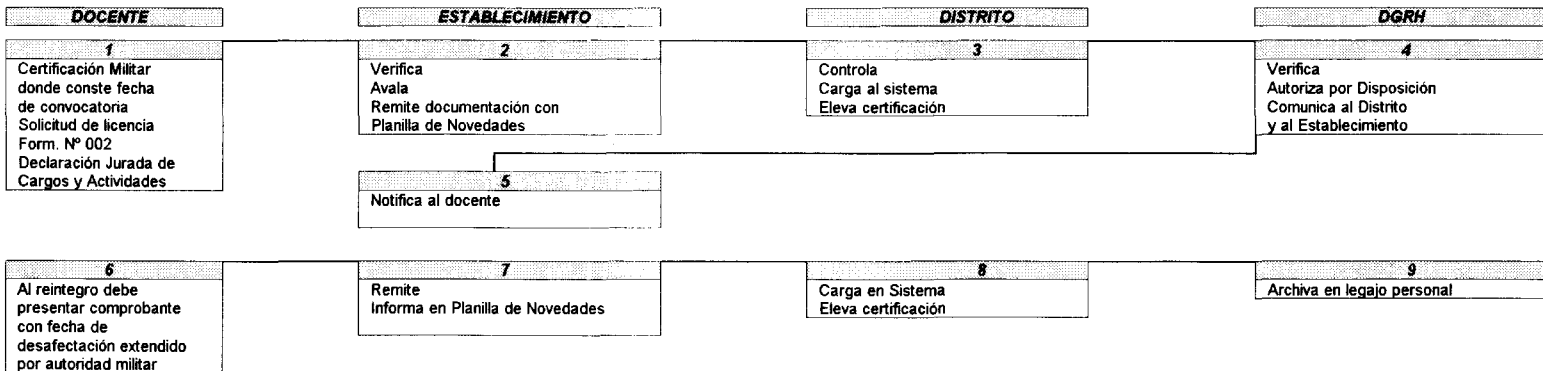 DOCENTE
ESTABLECIMIENTO
DISTRITO
DGRH
1
Certificación Militar
donde conste fecha
de convocatoria
Solicitud de licencia
Form. Nº 002
Declaración Jurada de
Cargos y Actividades
2
Verifica
Avala
Remite documentación con
Planilla de Novedades
3
Controla
Carga al sistema
Eleva certificación
4
Verifica
Autoriza por Disposición
Comunica al Distrito
y al Establecimiento
5
Notifica al docente
6
Al reintegro debe
presentar comprobante
con fecha de
desafectación extendido
por autoridad militar
7
Remite
Informa en Planilla de Novedades
8
Carga en Sistema
Eleva certificación
9
Archiva en legajo personal